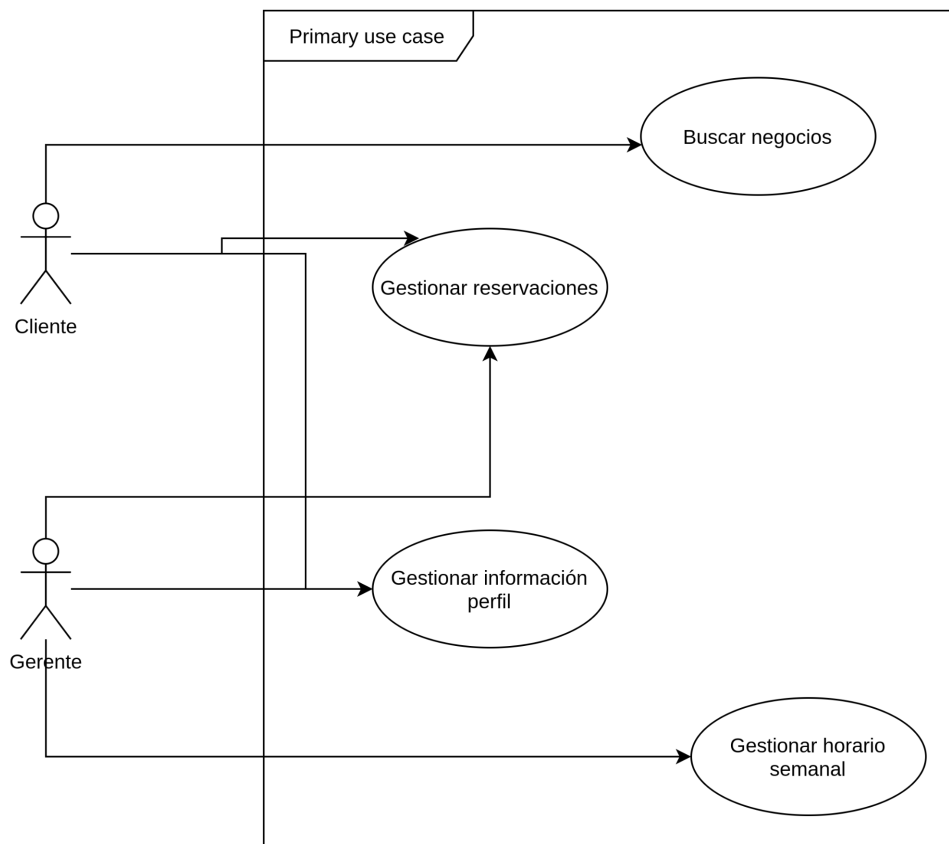 Primary use case
Buscar negocios
Gestionar reservaciones
Cliente
Gestionar información
perfil
Gerente
Gestionar horario
semanal